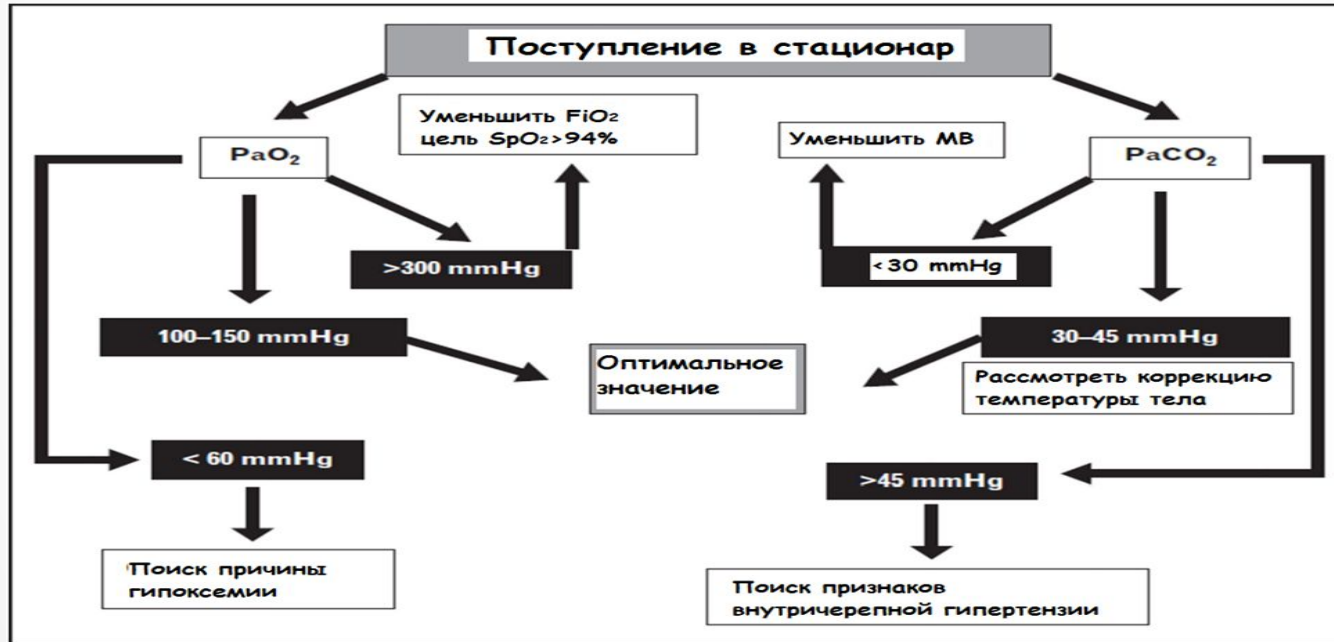 Поступление в стационар
Уменьшить FiO₂
цель SpO₂>94%
Уменьшить МВ
PaO₂
PaCO₂
>300 mmHg
<30 mmHg
100–150 mmHg
30–45 mmHg
Оптимальное
значение
Рассмотреть коррекцию
температуры тела
< 60 mmHg
>45 mmHg
Поиск причины
гипоксемии
Поиск признаков
внутричерепной гипертензии